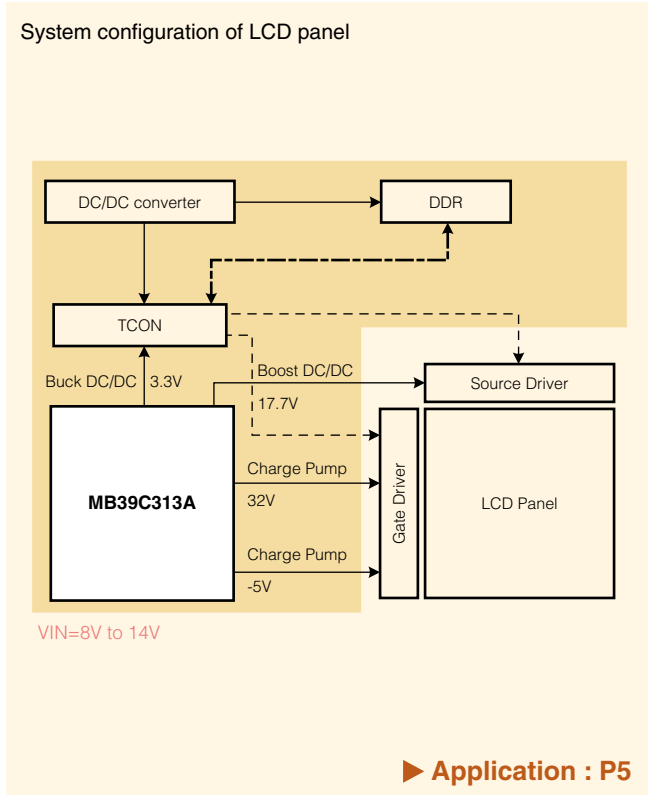 System configuration of LCD panel
DC/DC converter
DDR
TCON
Buck DC/DC
3.3V
Boost DC/DC
17.7V
Source Driver
MB39C313A
Charge Pump
32V
Charge Pump
-5V
Gate Driver
LCD Panel
VIN=8V to 14V
Application : P5